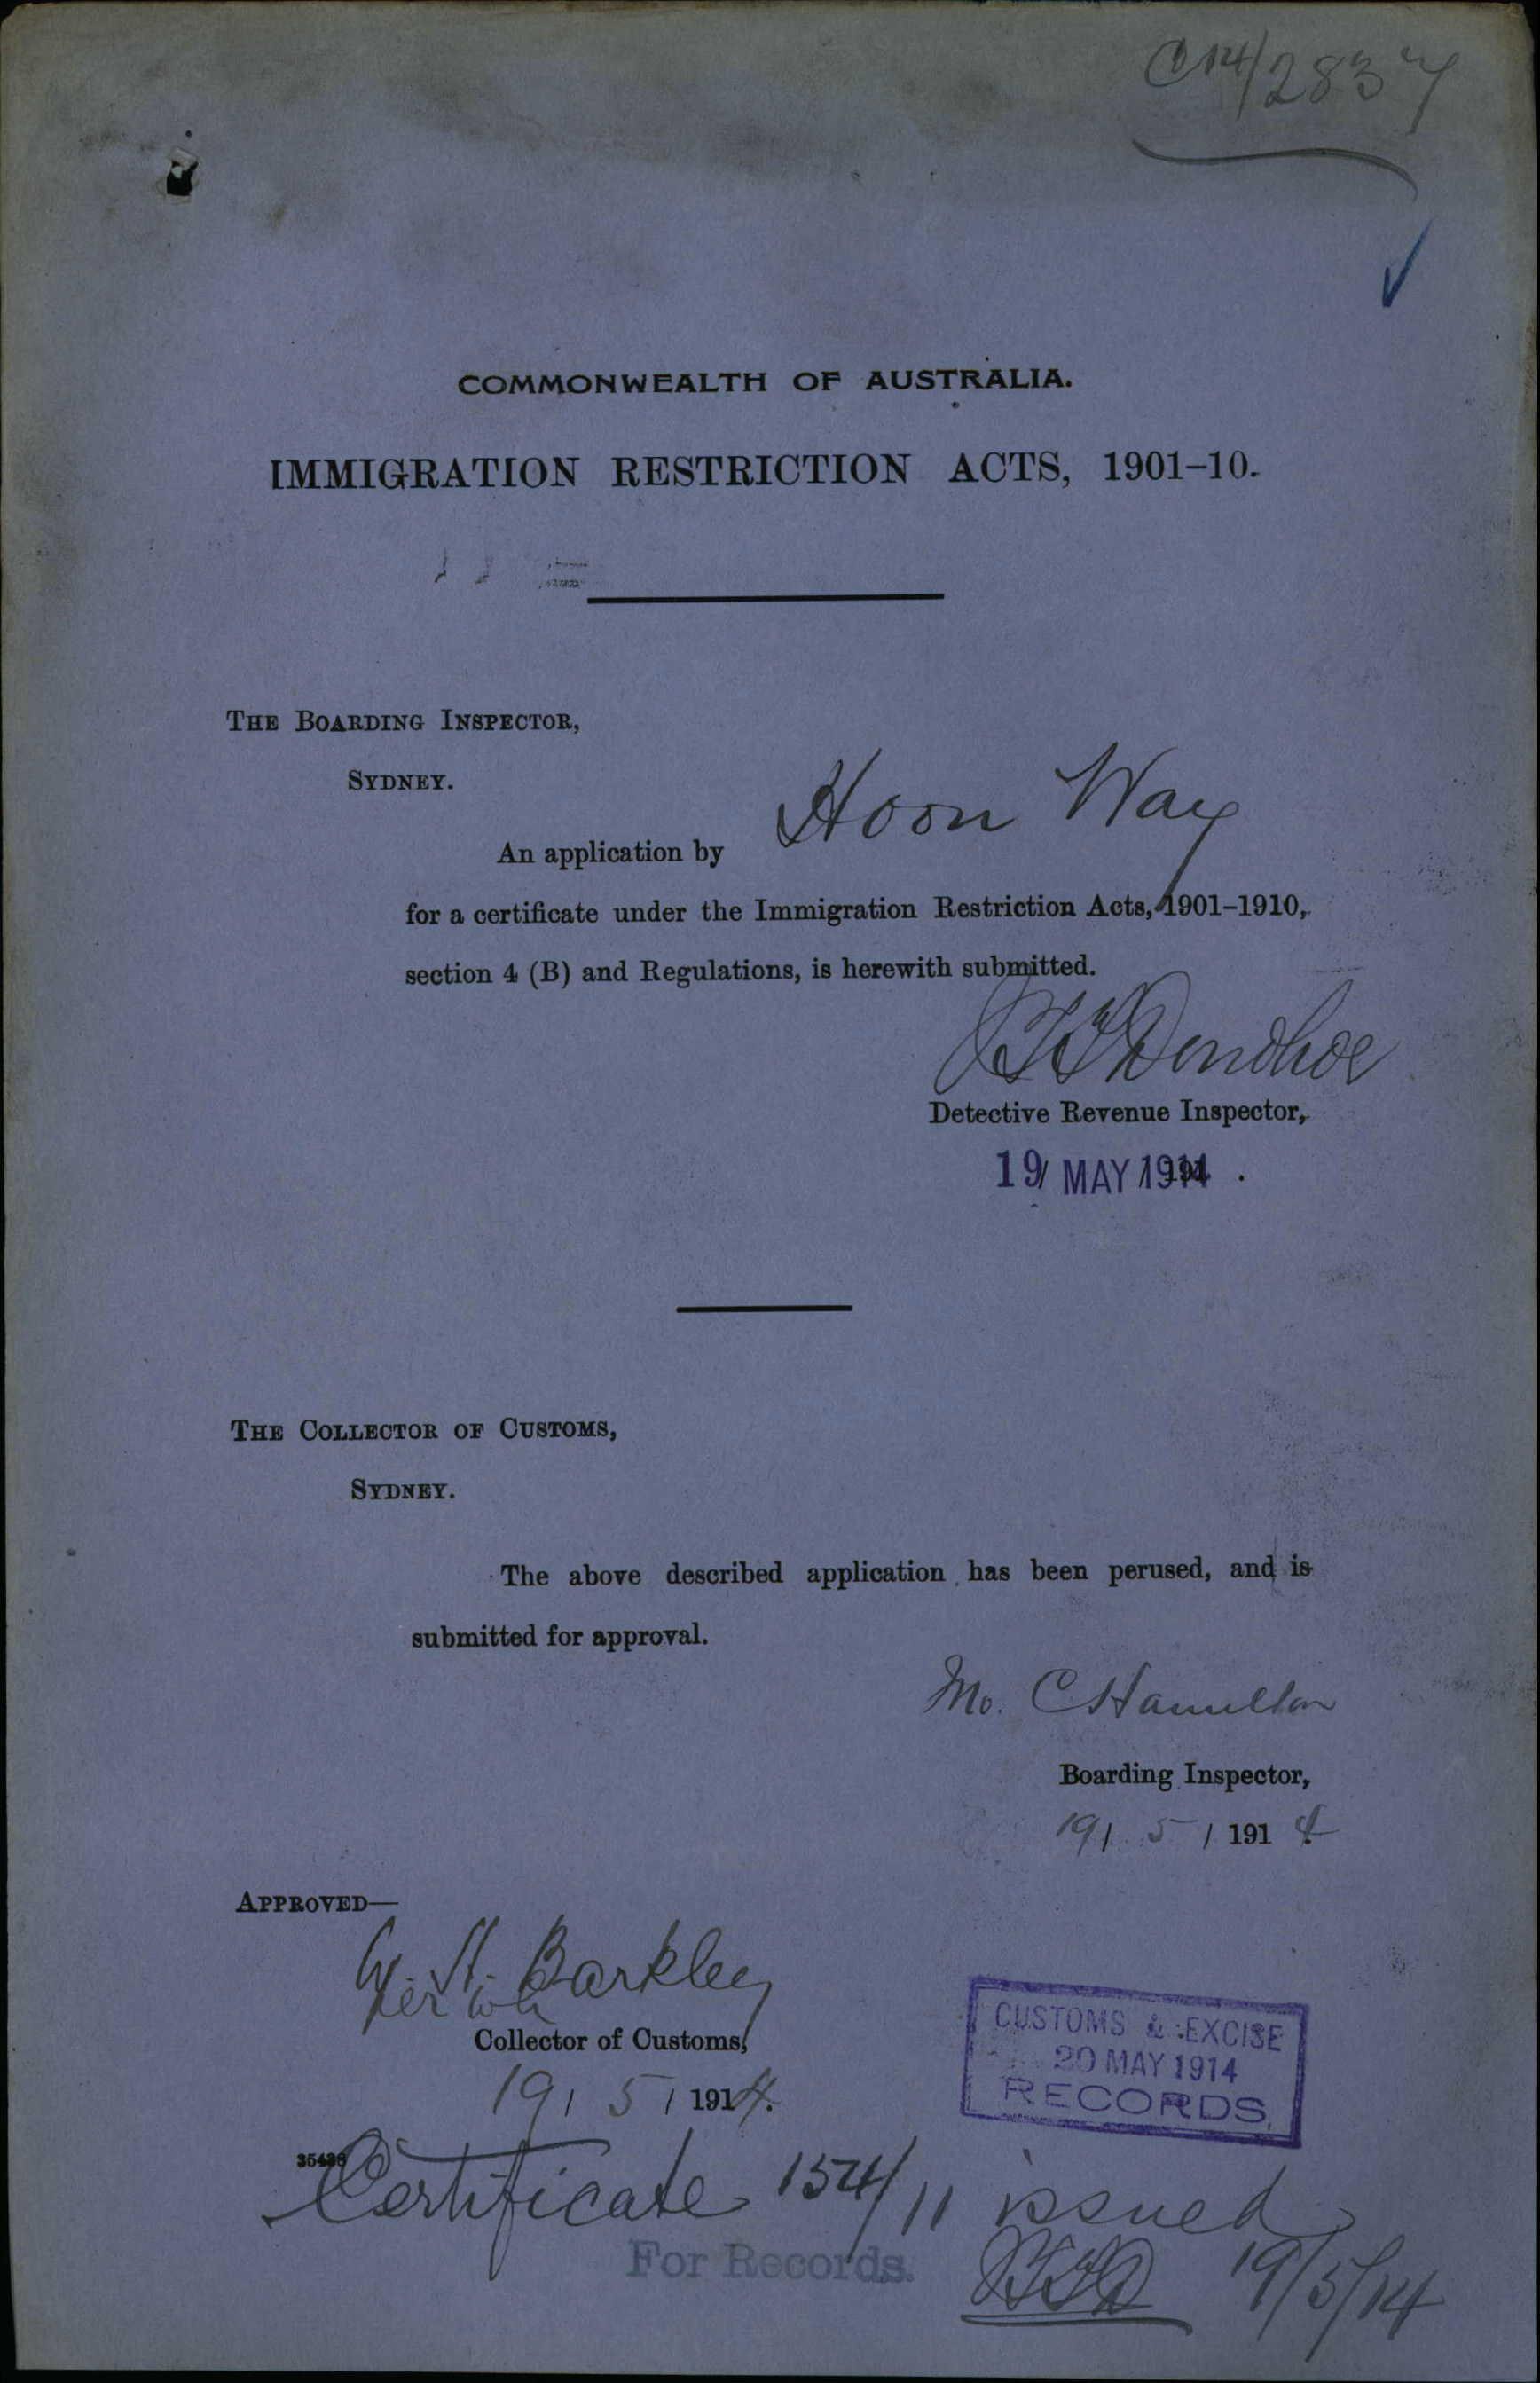 C14/2837
COMMONWEALTH OF AUSTRALIA.
IMMIGRATION RESTRICTION ACTS, 1901-10.
THE BOARDING INSPECTOR,
SYDNEY.
An application by Hoon Way
for a certificate under the Immigration Restriction Acts, 1901-1910,
section 4 (B) and Regulations, is herewith submitted.
Donohoe
Detective Revenue Inspector,
19 MAY 1914.
THE COLLECTOR OF CUSTOMS,
SYDNEY.
The above described application has been perused, and is
submitted for approval.
Mo. C Hamilton
Boarding Inspector,
19/5/1914
APPROVED—
W. H. Barkley
per
Collector of Customs,
19/5/1914.
CUSTOMS & EXCISE
20 MAY 1914
RECORDS
Certificate 154/11 issued
For Records.
19/5/14